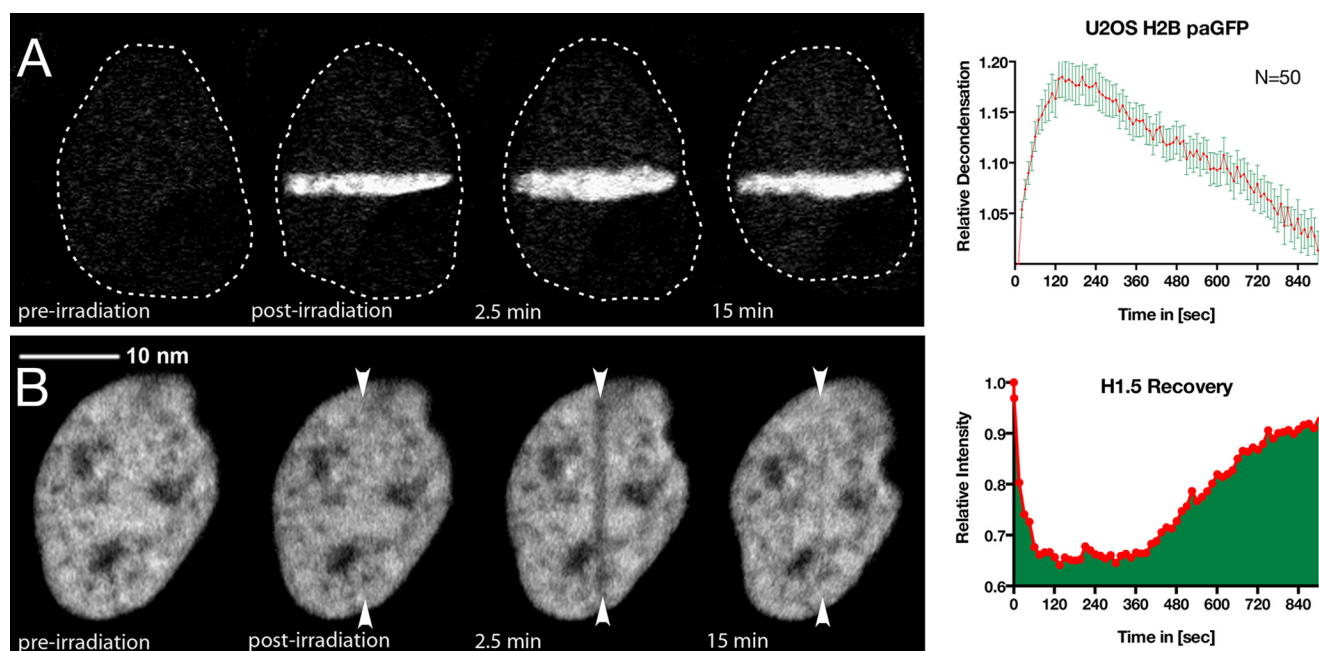 A
pre-irradiation
post-irradiation
2.5 min
15 min
U2OS H2B paGFP
N=50
Relative Decondensation
1.20
1.15
1.10
1.05
0 120 240 360 480 600 720 840
Time in [sec]
10 nm
B
pre-irradiation
post-irradiation
2.5 min
15 min
H1.5 Recovery
Relative Intensity
1.0
0.9
0.8
0.7
0.6
0 120 240 360 480 600 720 840
Time in [sec]